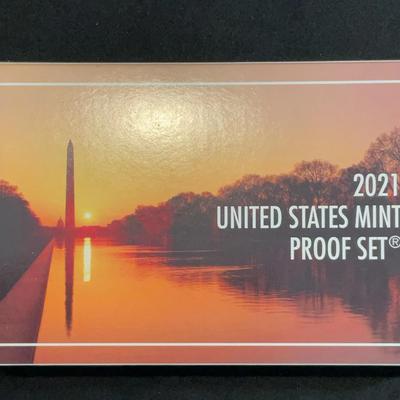 2021
UNITED STATES MINT
PROOF SET®